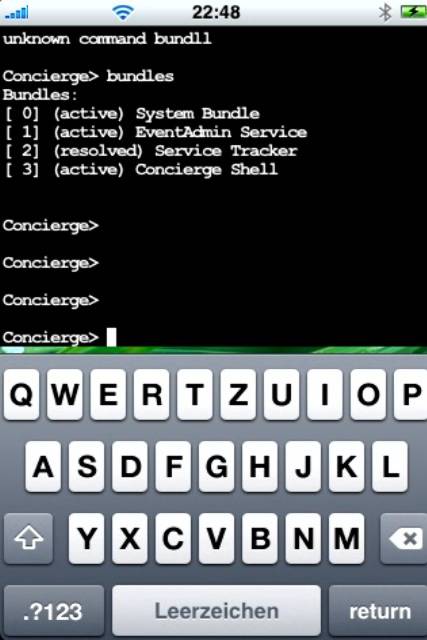 22:48
unknown command bundll
Concierge> bundles
Bundles:
[ 0] (active) System Bundle
[ 1] (active) EventAdmin Service
[ 2] (resolved) Service Tracker
[ 3] (active) Concierge Shell
Concierge>
Concierge>
Concierge>
Concierge>
Q W E R T Z U I O P
A S D F G H J K L
Y X C V B N M
.?123 Leerzeichen return